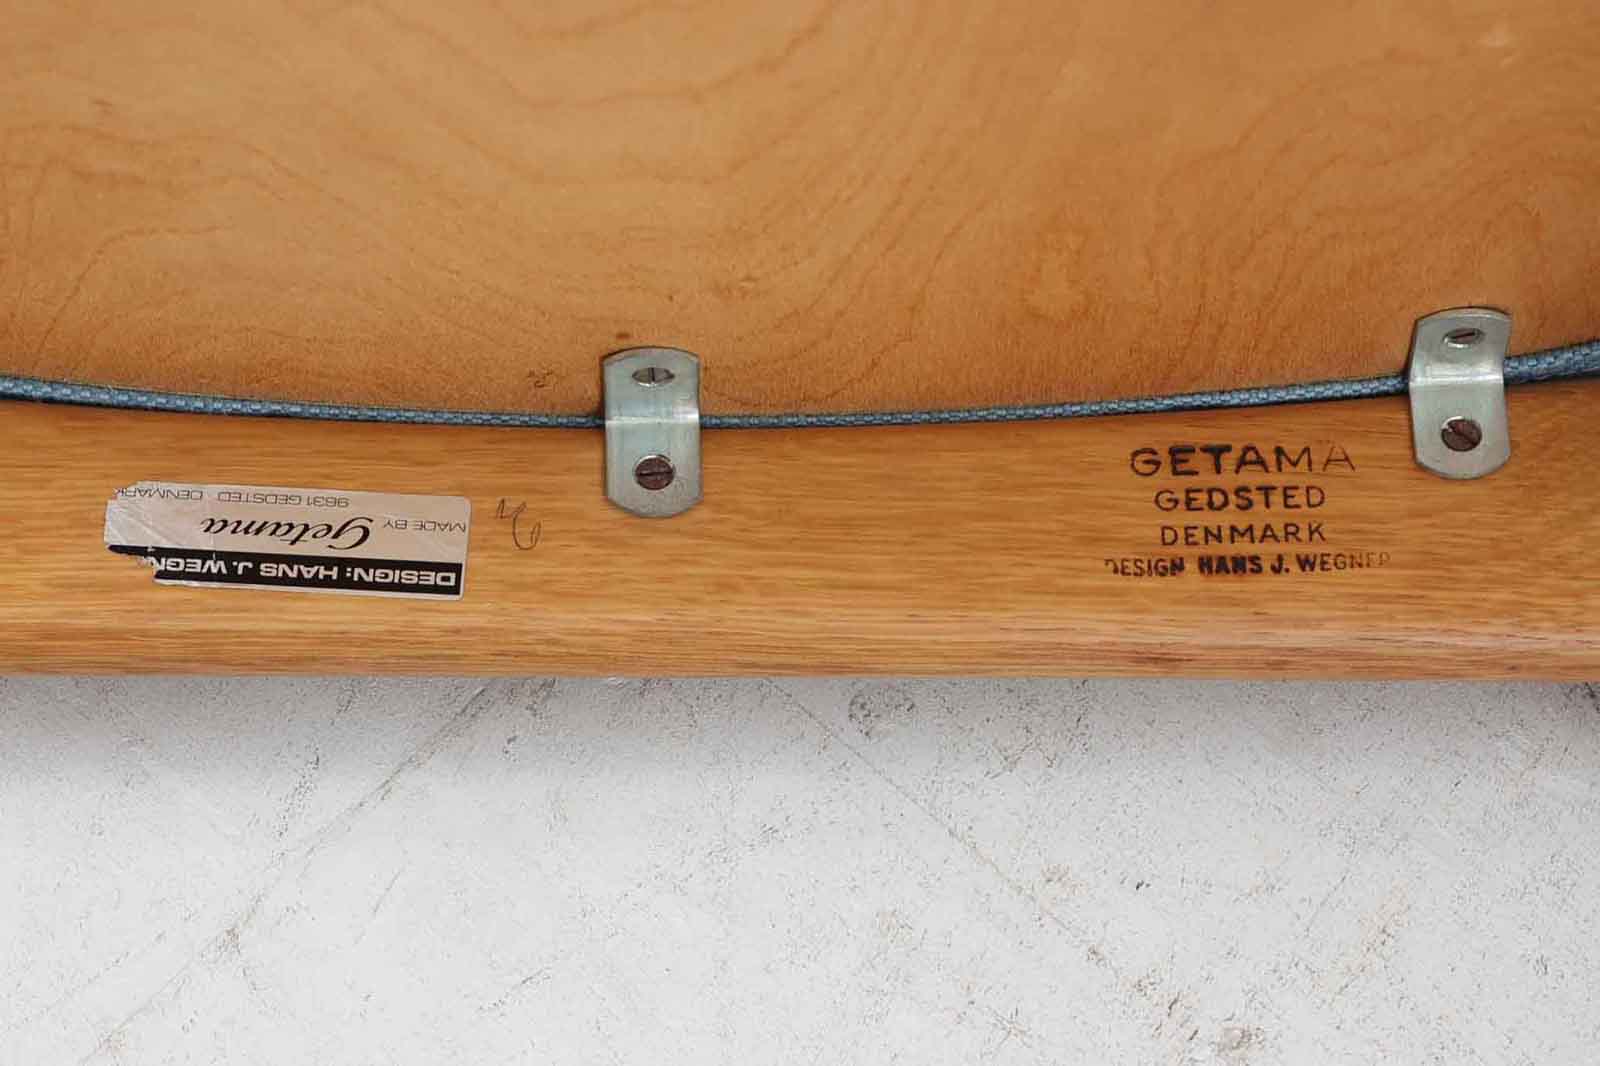 DESIGN: HANS J. WEGN
MADE BY Getama
9631 GEDSTED DENMARK
GETAMA
GEDSTED
DENMARK
DESIGN HANS J. WEGNER